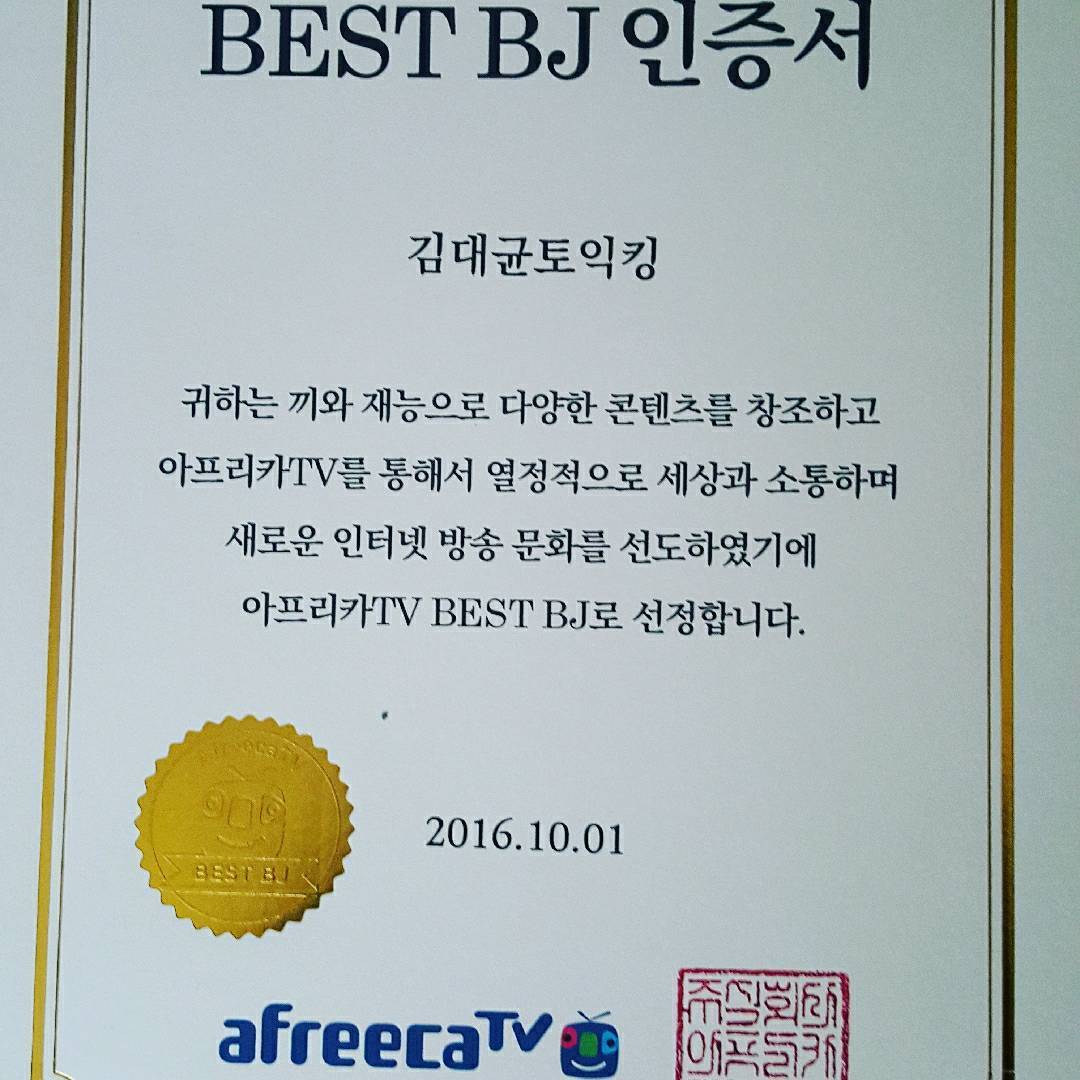 BEST BJ 인증서
김대균토익킹
귀하는 끼와 재능으로 다양한 콘텐츠를 창조하고
아프리카TV를 통해서 열정적으로 세상과 소통하며
새로운 인터넷 방송 문화를 선도하였기에
아프리카TV BEST BJ로 선정합니다.
afreecaTV
BEST BJ
2016.10.01
afreecaTV